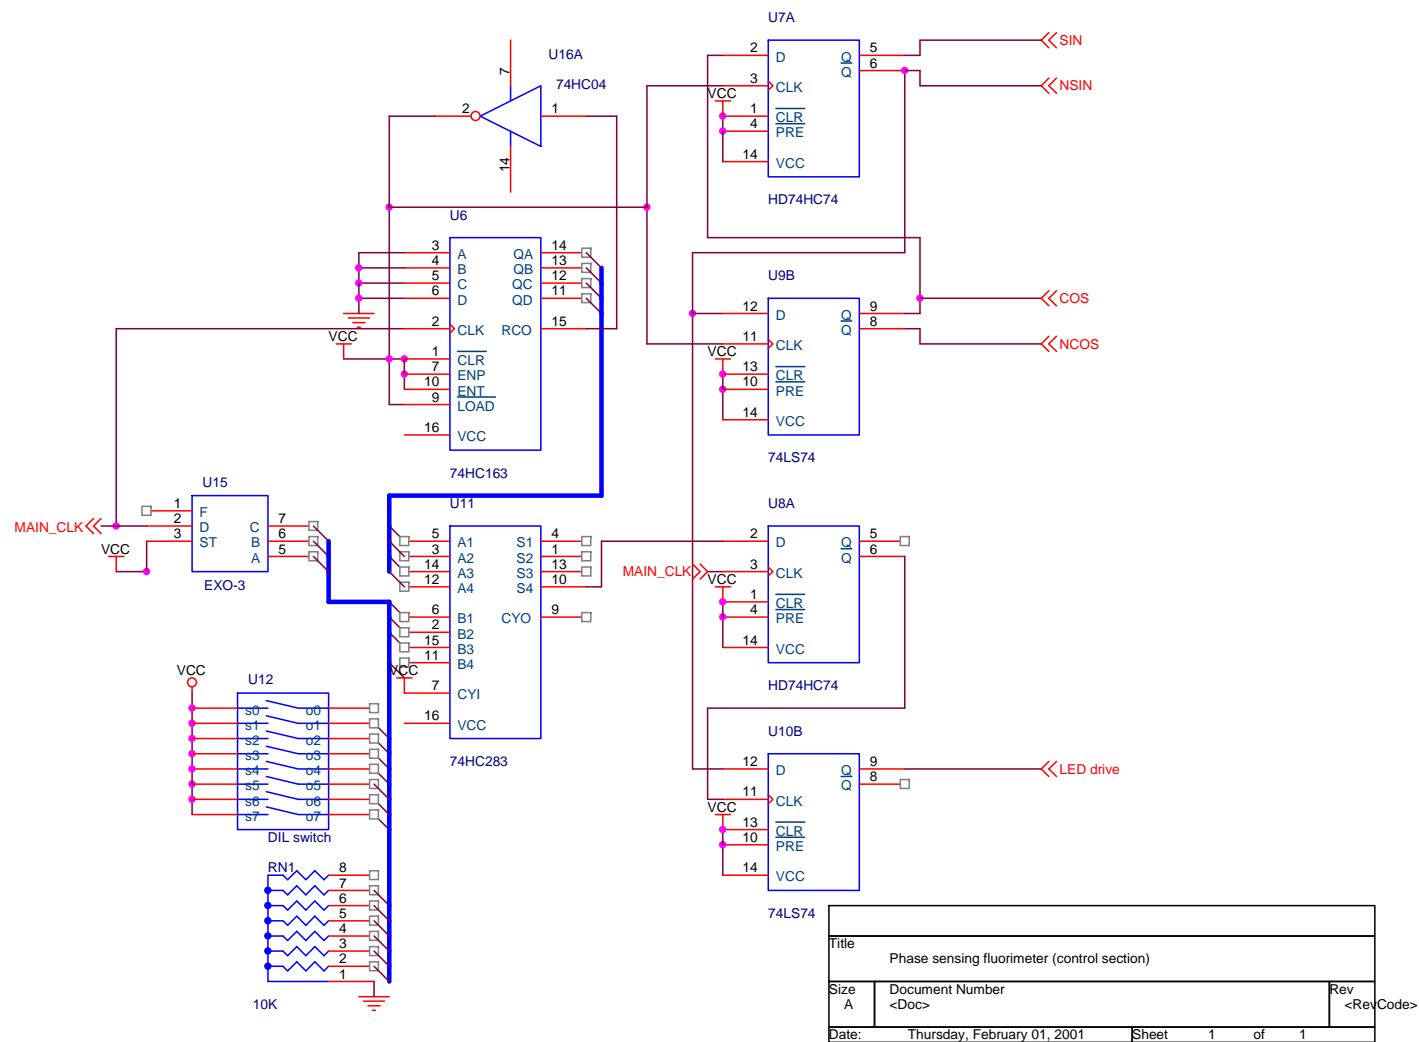 U7A
2 D Q 5
Q 6
3 CLK
VCC
1 CLR
4 PRE
14 VCC
HD74HC74
SIN
NSIN
U16A
74HC04
7
2
1
14
U6
3 A QA 14
4 B QB 13
5 C QC 12
6 D QD 11
2 CLK RCO 15
VCC
1 CLR
7 ENP
10 ENT
9 LOAD
16 VCC
74HC163
U9B
12 D Q 9
Q 8
11 CLK
VCC
13 CLR
10 PRE
14 VCC
74LS74
COS
NCOS
U15
1 F
2 D C 7
3 ST B 6
A 5
EXO-3
MAIN_CLK
VCC
U11
5 A1 S1 4
3 A2 S2 1
14 A3 S3 13
12 A4 S4 10
6 B1 CYO 9
2 B2
15 B3
11 B4
VCC
7 CYI
16 VCC
74HC283
U8A
2 D Q 5
Q 6
MAIN_CLK
3 CLK
VCC
1 CLR
4 PRE
14 VCC
HD74HC74
VCC
U12
s0 o0
s1 o1
s2 o2
s3 o3
s4 o4
s5 o5
s6 o6
s7 o7
DIL switch
U10B
12 D Q 9
Q 8
11 CLK
VCC
13 CLR
10 PRE
14 VCC
74LS74
LED drive
RN1
8
7
6
5
4
3
2
1
10K
Title
Phase sensing fluorimeter (control section)
Size Document Number Rev
A <Doc> <RevCode>
Date: Thursday, February 01, 2001 Sheet 1 of 1